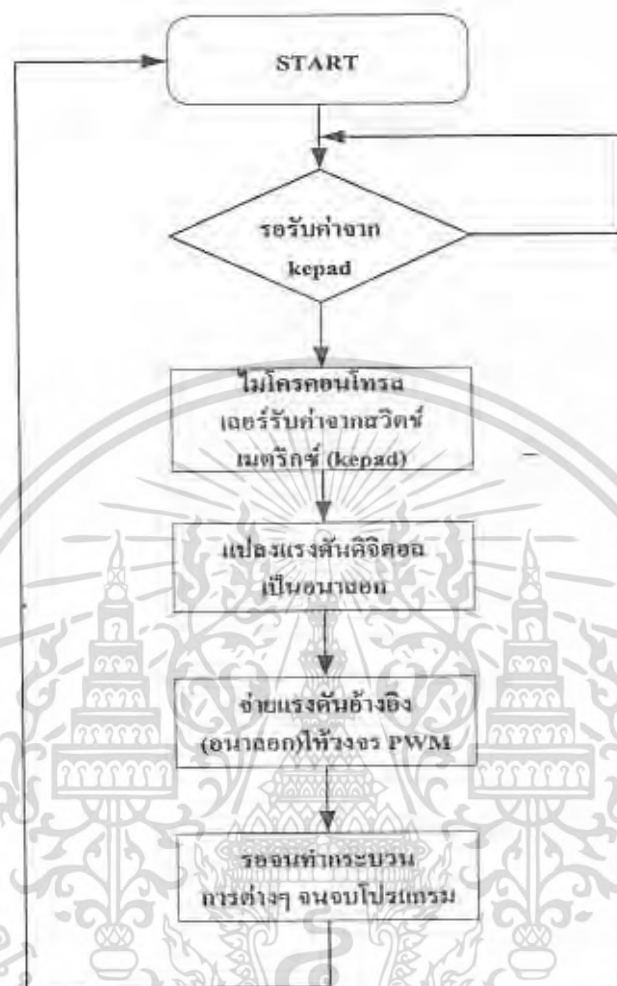 START
รอรับค่าจาก
kepad
ไมโครคอนโทรล
เลอร์รับค่าจากสวิตซ์
เมตริกซ์ (kepad)
แปลงแรงดันดิจิตอล
เป็นอนาลอก
จ่ายแรงดันอ้างอิง
(อนาลอก)ให้วงจร PWM
รอจนทำกระบวน
การต่างๆ จนจบโปรแกรม